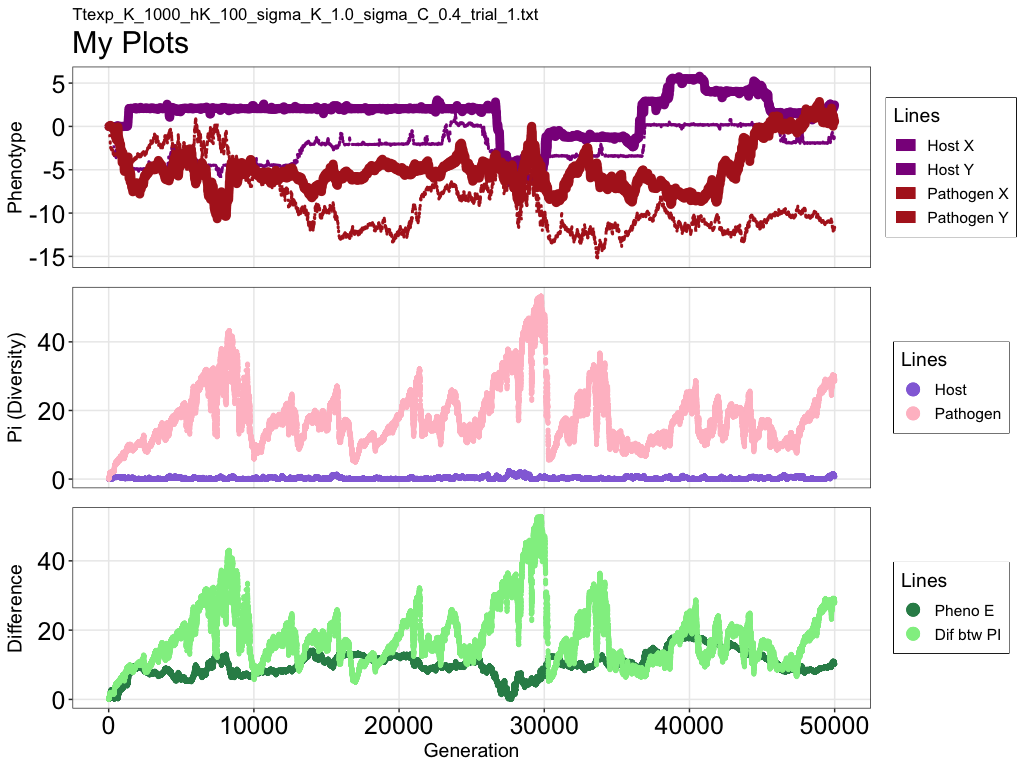 Ttexp_K_1000_hK_100_sigma_K_1.0_sigma_C_0.4_trial_1.txt
My Plots
Phenotype
5
0
-5
-10
-15
Lines
Host X
Host Y
Pathogen X
Pathogen Y
Pi (Diversity)
40
20
0
Lines
Host
Pathogen
Difference
40
20
0
Lines
Pheno E
Dif btw PI
0 10000 20000 30000 40000 50000
Generation